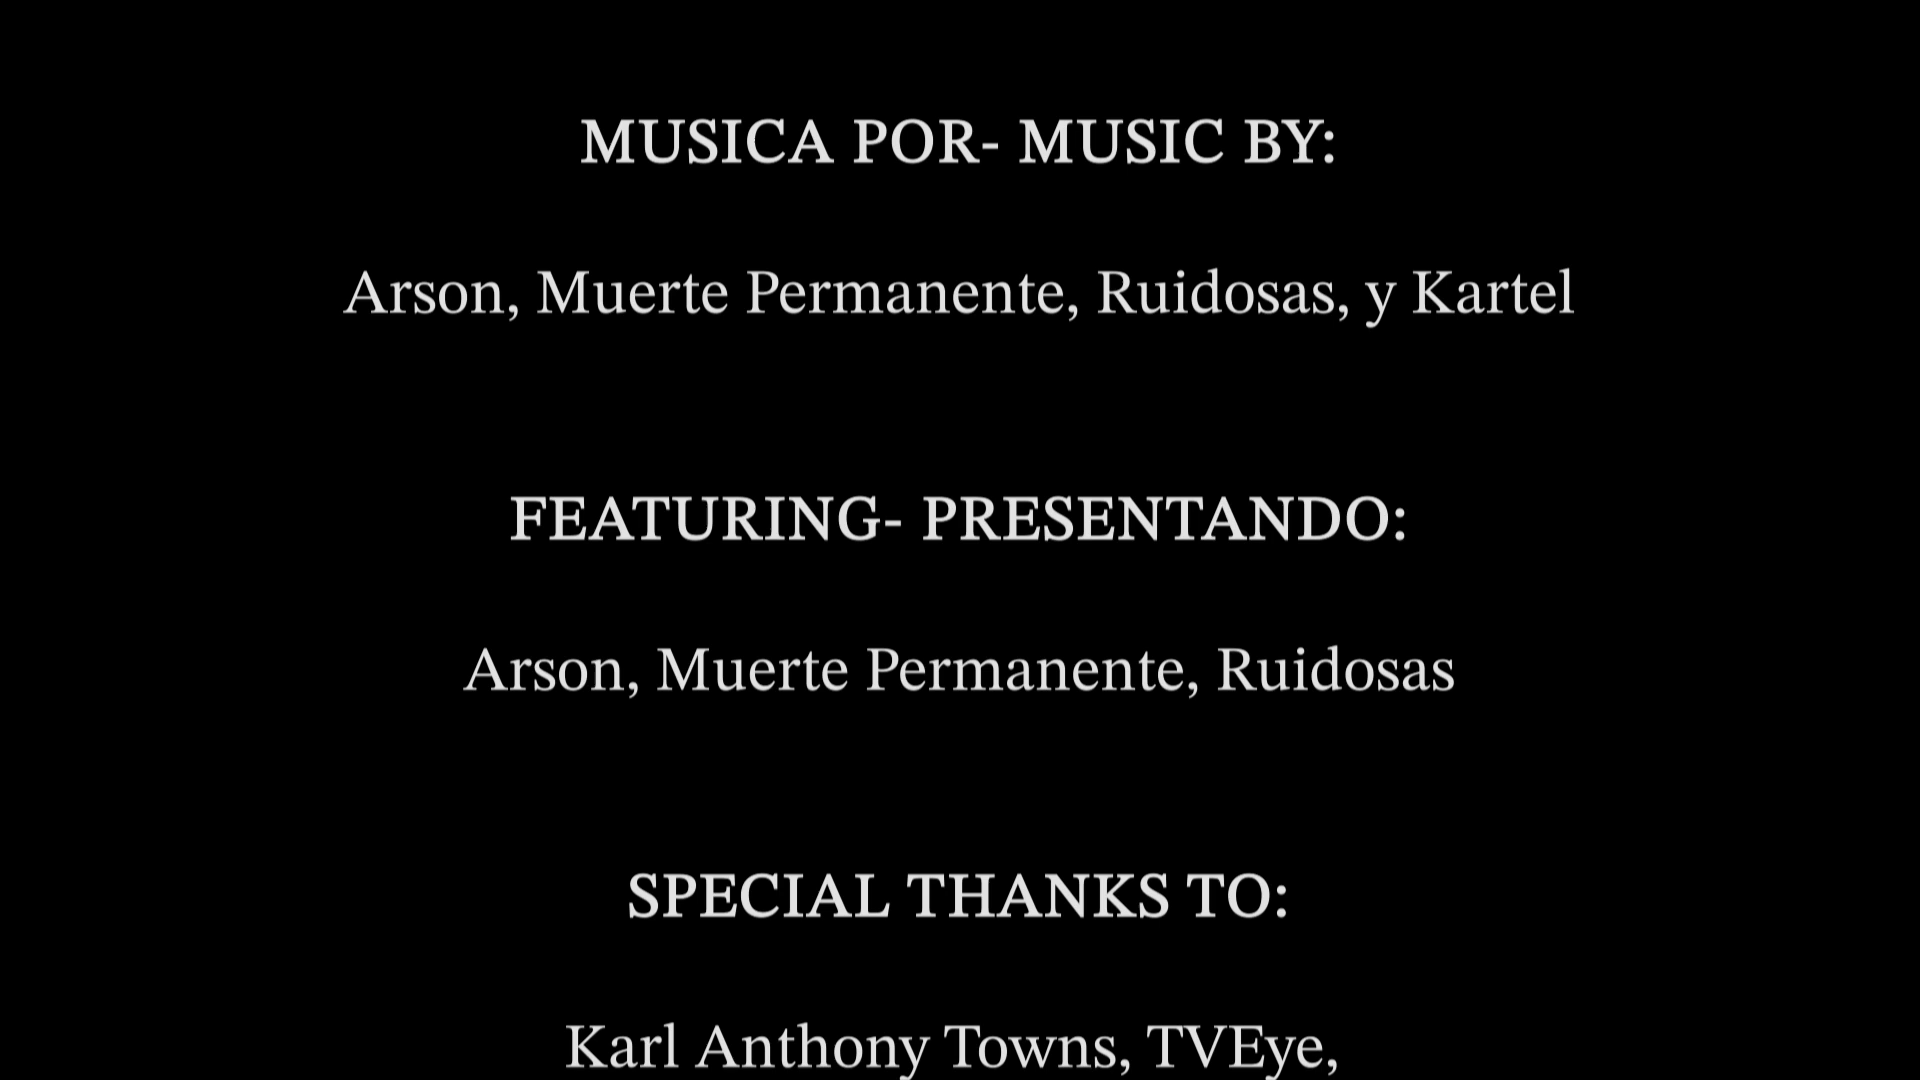 MUSICA POR- MUSIC BY:
Arson, Muerte Permanente, Ruidosas, y Kartel
FEATURING- PRESENTANDO:
Arson, Muerte Permanente, Ruidosas
SPECIAL THANKS TO:
Karl Anthony Towns, TVEye,